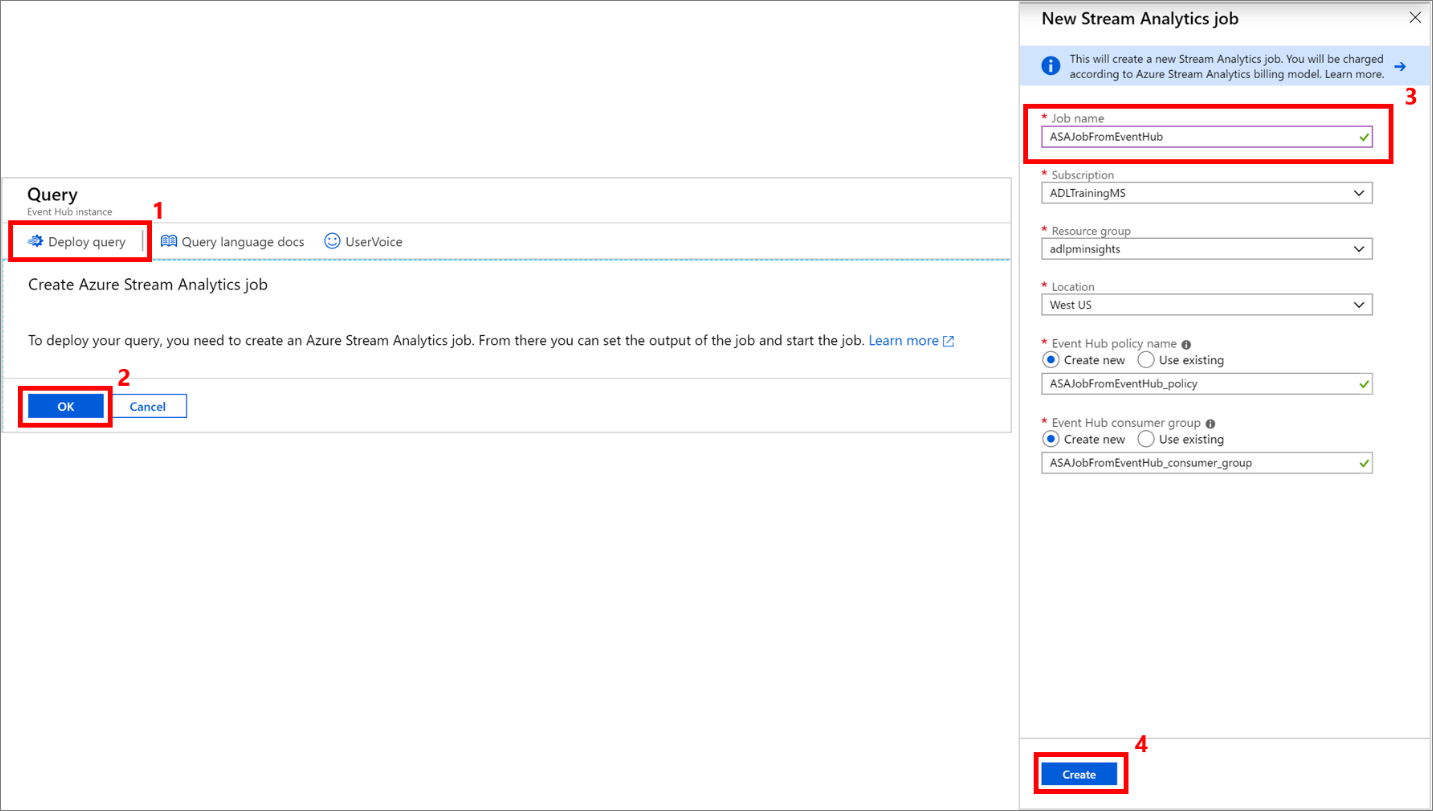 Query
Event Hub instance
1
Deploy query
Query language docs
UserVoice
Create Azure Stream Analytics job
To deploy your query, you need to create an Azure Stream Analytics job. From there you can set the output of the job and start the job. Learn more
2
OK
Cancel
New Stream Analytics job
This will create a new Stream Analytics job. You will be charged
according to Azure Stream Analytics billing model. Learn more.
3
* Job name
ASAJobFromEventHub
* Subscription
ADLTrainingMS
* Resource group
adlpminsights
* Location
West US
* Event Hub policy name
Create new
Use existing
ASAJobFromEventHub_policy
* Event Hub consumer group
Create new
Use existing
ASAJobFromEventHub_consumer_group
4
Create